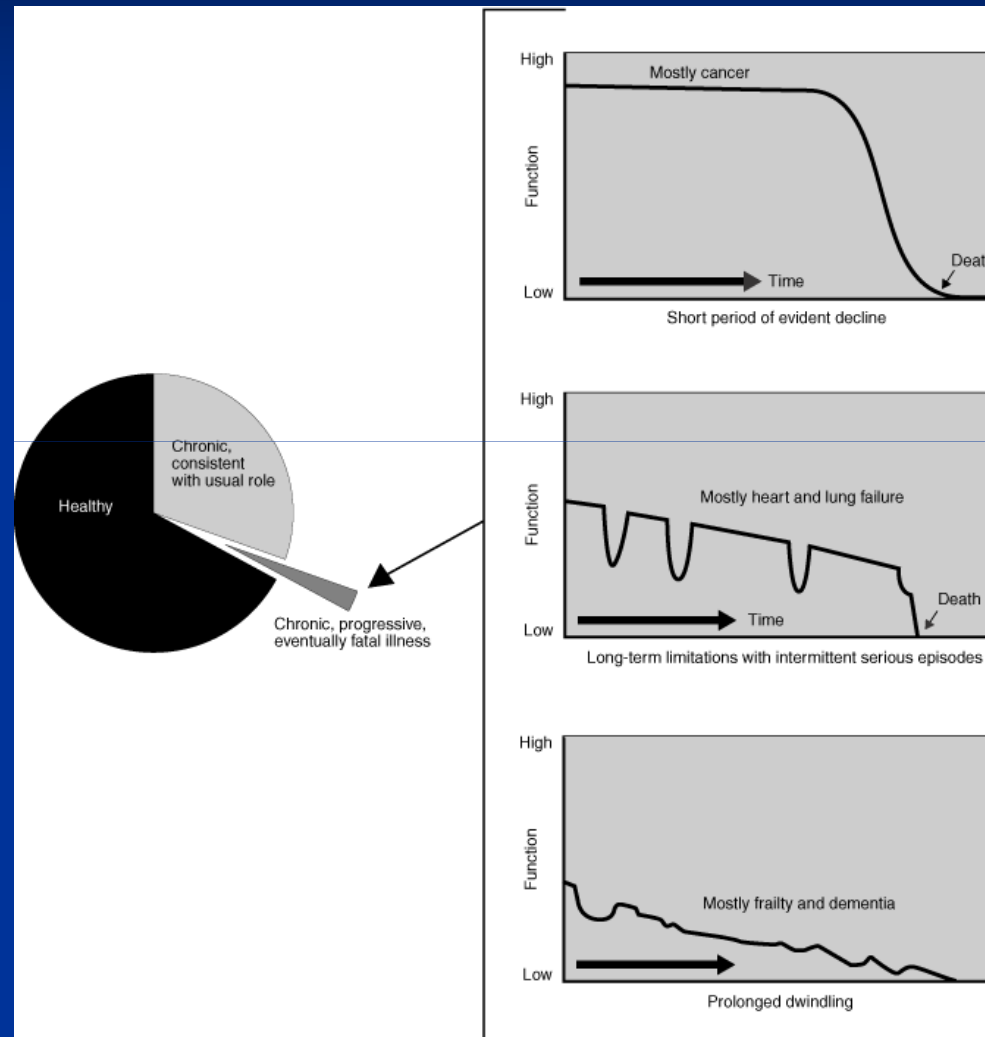 Healthy
Chronic,
consistent
with usual role
Chronic, progressive,
eventually fatal illness
High
Mostly cancer
Function
Low
Time
Deat
Short period of evident decline
High
Mostly heart and lung failure
Function
Low
Time
Death
Long-term limitations with intermittent serious episodes
High
Mostly frailty and dementia
Function
Low
Prolonged dwindling